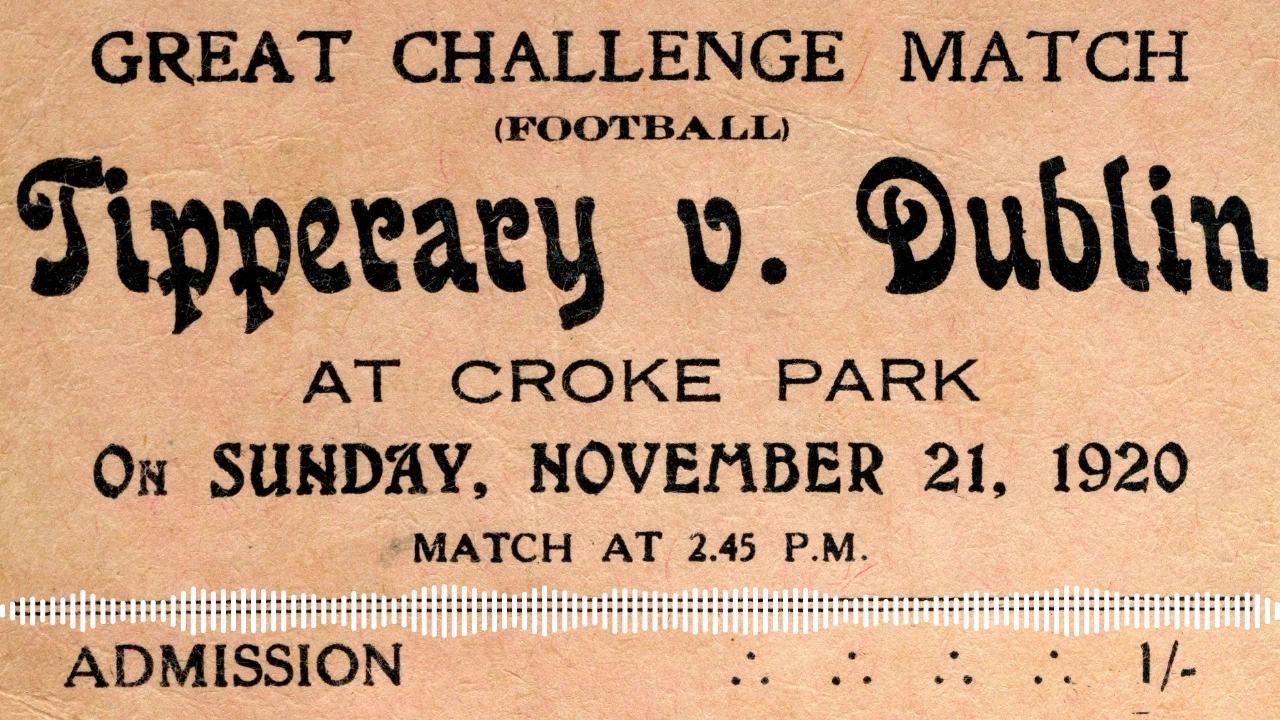 GREAT CHALLENGE MATCH
(FOOTBALL)
Tipperary v. Dublin
AT CROKE PARK
On SUNDAY, NOVEMBER 21, 1920
MATCH AT 2.45 P.M.
ADMISSION ∴ ∴ ∴ ∴ 1/-